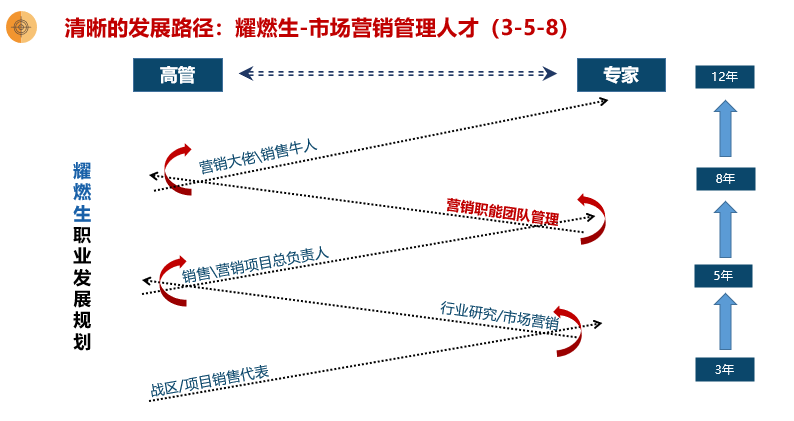 清晰的发展路径：耀燃生-市场营销管理人才（3-5-8）
高管
专家
12年
营销大佬\销售牛人
8年
耀燃生职业发展规划
营销职能团队管理
销售\营销项目总负责人
5年
行业研究/市场营销
战区/项目销售代表
3年